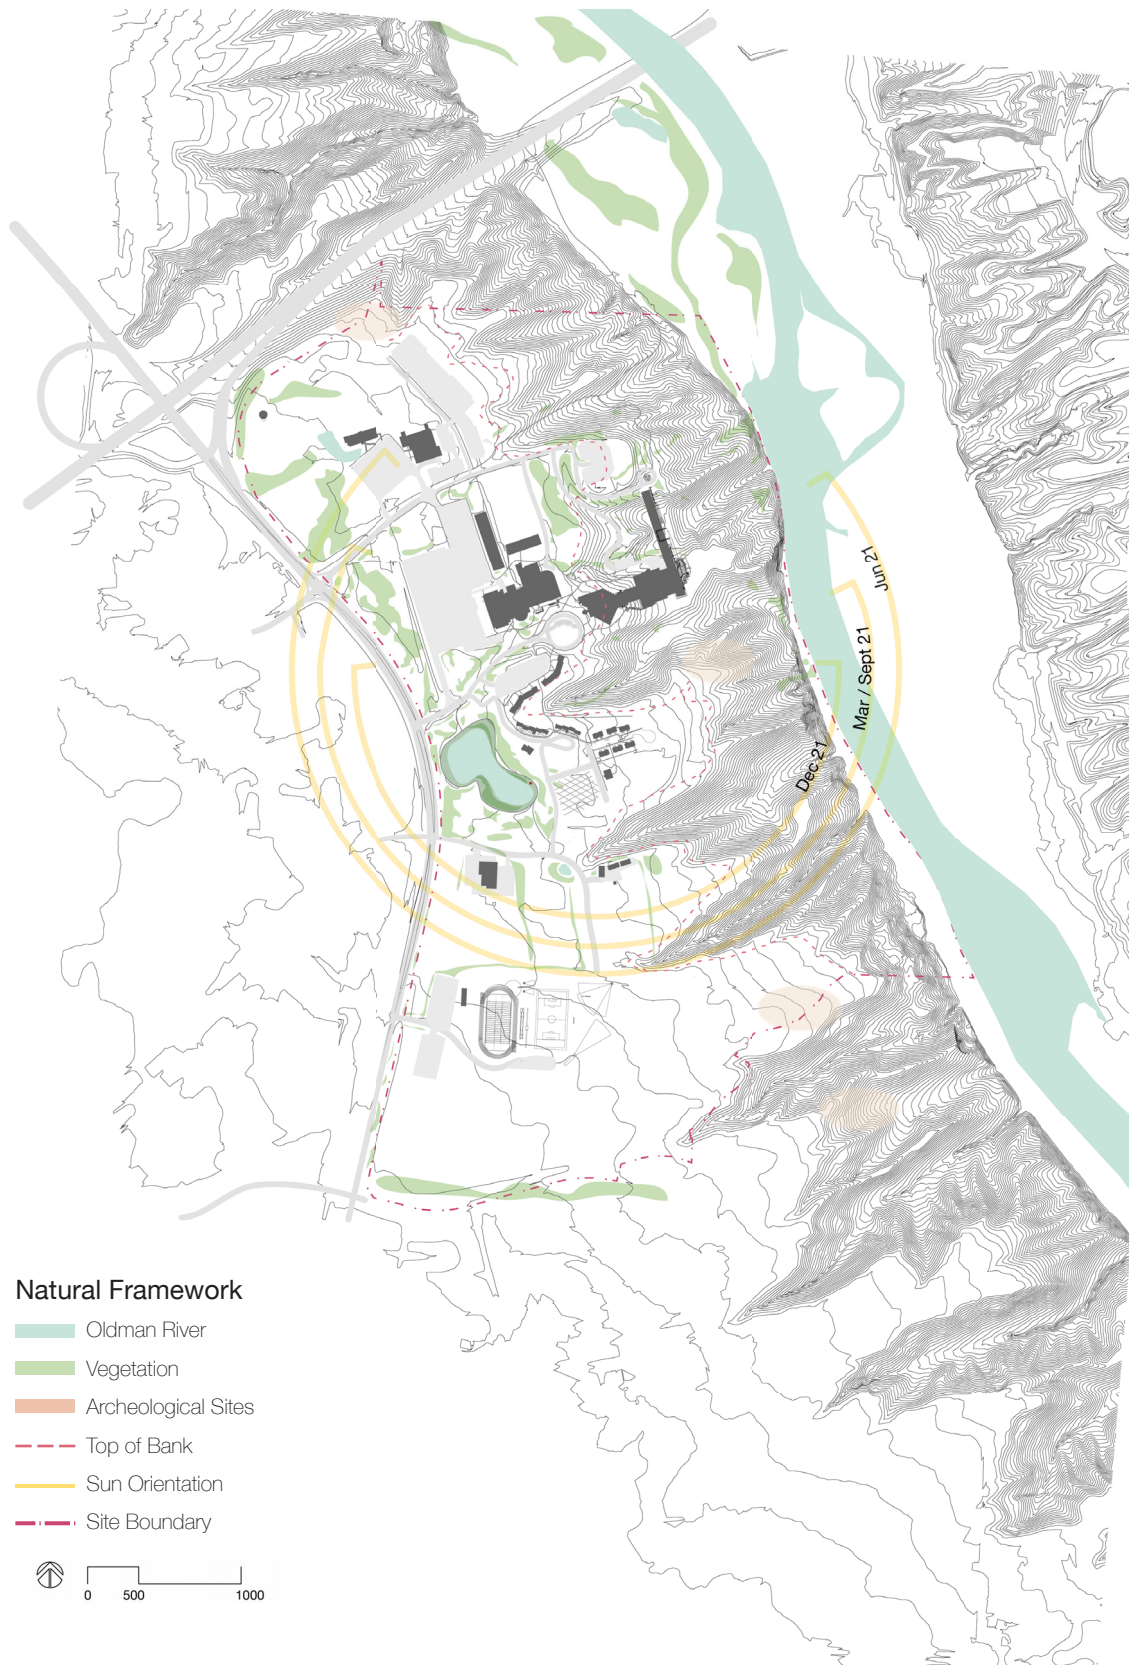 Jun 21
Mar / Sept 21
Dec 21
Natural Framework
Oldman River
Vegetation
Archeological Sites
Top of Bank
Sun Orientation
Site Boundary
0 500 1000